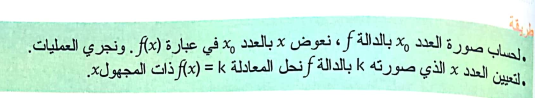 طريقة
• لحساب صورة العدد x₀ بالدالة f ، نعوض x بالعدد x₀ في عبارة f(x) . ونجري العمليات.
• لتعيين العدد x الذي صورته k بالدالة f نحل المعادلة f(x) = k ذات المجهول x.